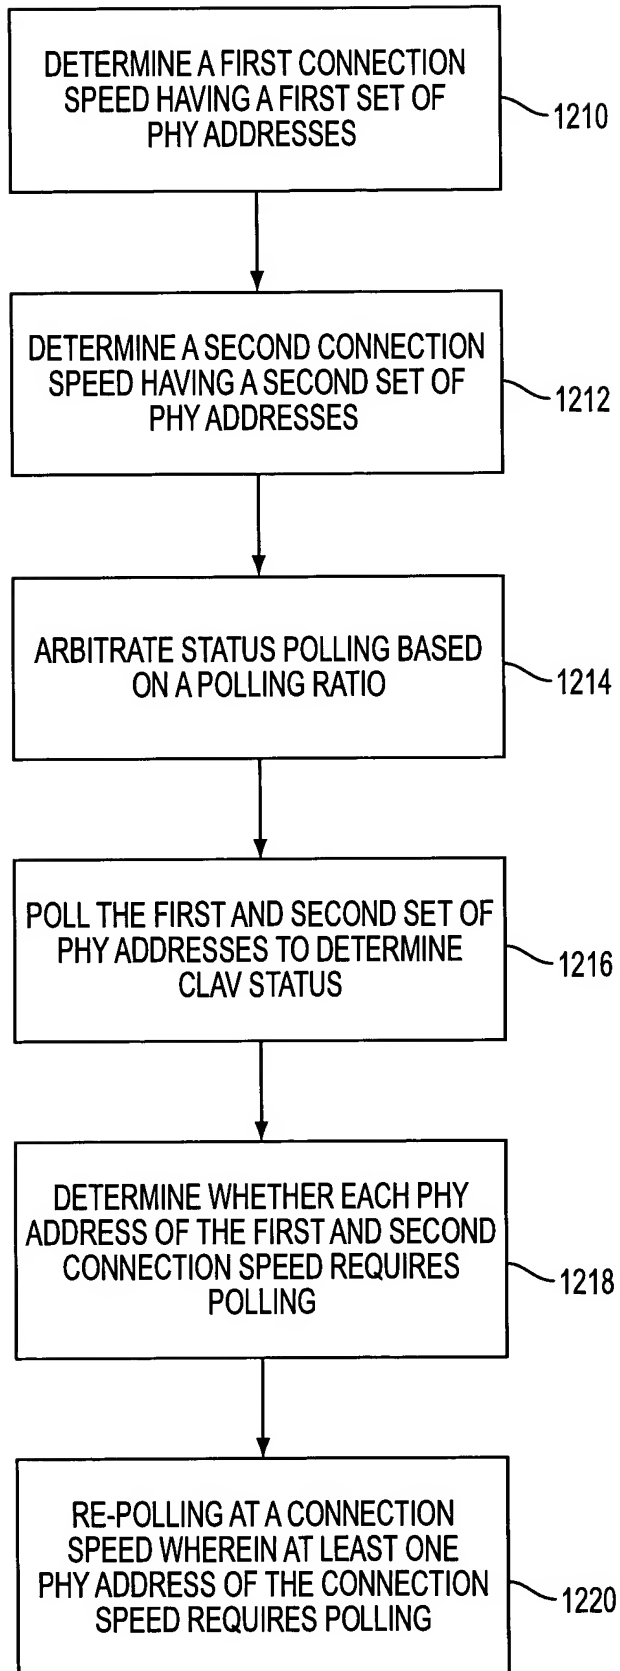 DETERMINE A FIRST CONNECTION
SPEED HAVING A FIRST SET OF
PHY ADDRESSES
1210
DETERMINE A SECOND CONNECTION
SPEED HAVING A SECOND SET OF
PHY ADDRESSES
1212
ARBITRATE STATUS POLLING BASED
ON A POLLING RATIO
1214
POLL THE FIRST AND SECOND SET OF
PHY ADDRESSES TO DETERMINE
CLAV STATUS
1216
DETERMINE WHETHER EACH PHY
ADDRESS OF THE FIRST AND SECOND
CONNECTION SPEED REQUIRES
POLLING
1218
RE-POLLING AT A CONNECTION
SPEED WHEREIN AT LEAST ONE
PHY ADDRESS OF THE CONNECTION
SPEED REQUIRES POLLING
1220